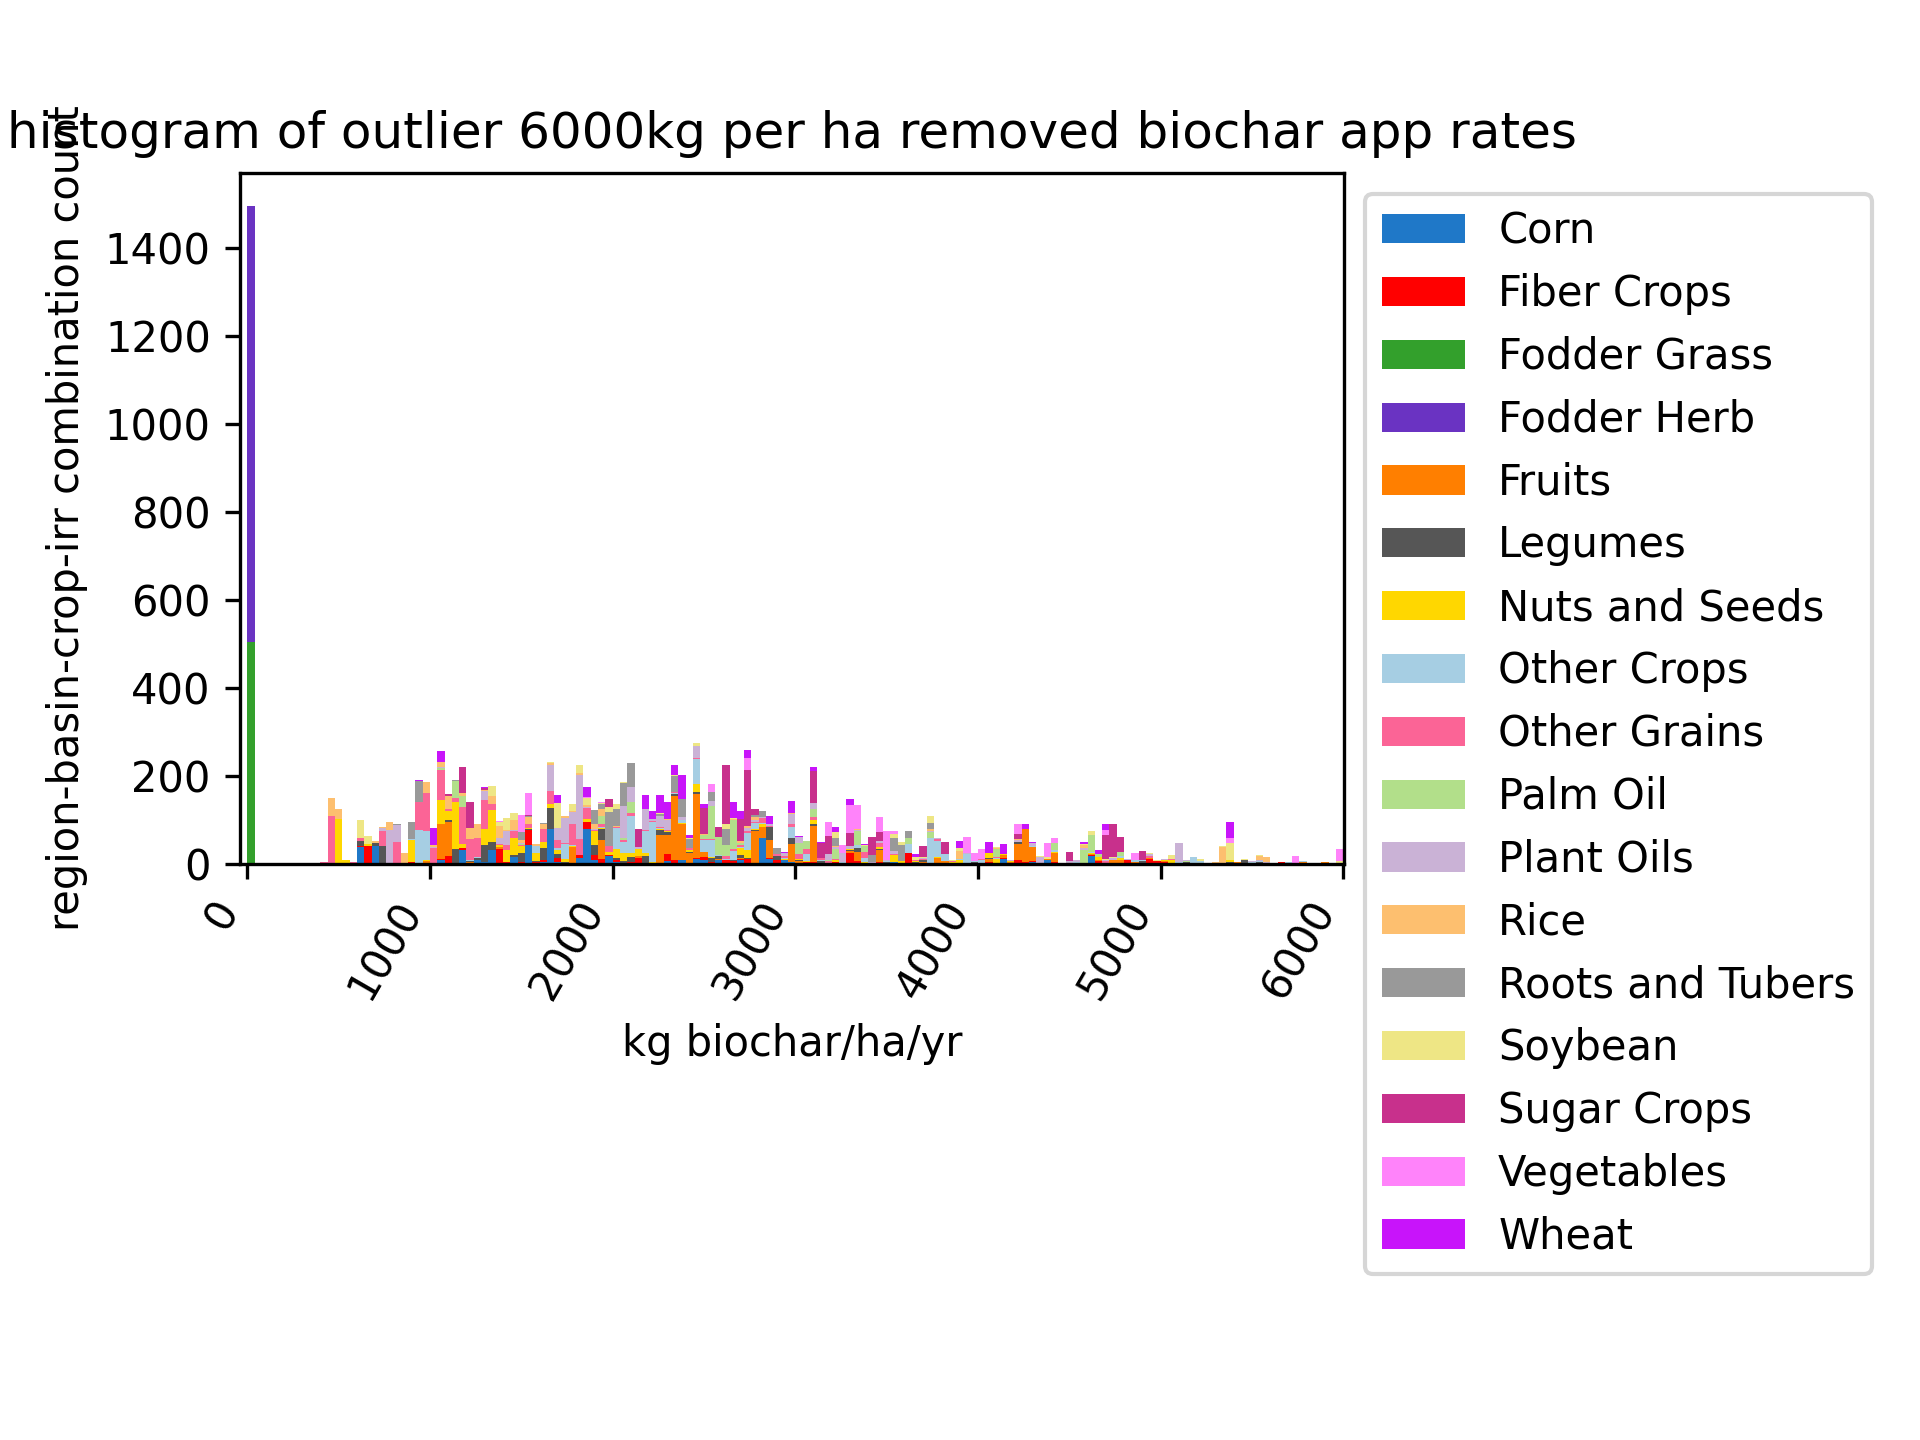 histogram of outlier 6000kg per ha removed biochar app rates
region-basin-crop-irr combination count
1400
1200
1000
800
600
400
200
0
0
1000
2000
3000
4000
5000
6000
kg biochar/ha/yr
Corn
Fiber Crops
Fodder Grass
Fodder Herb
Fruits
Legumes
Nuts and Seeds
Other Crops
Other Grains
Palm Oil
Plant Oils
Rice
Roots and Tubers
Soybean
Sugar Crops
Vegetables
Wheat